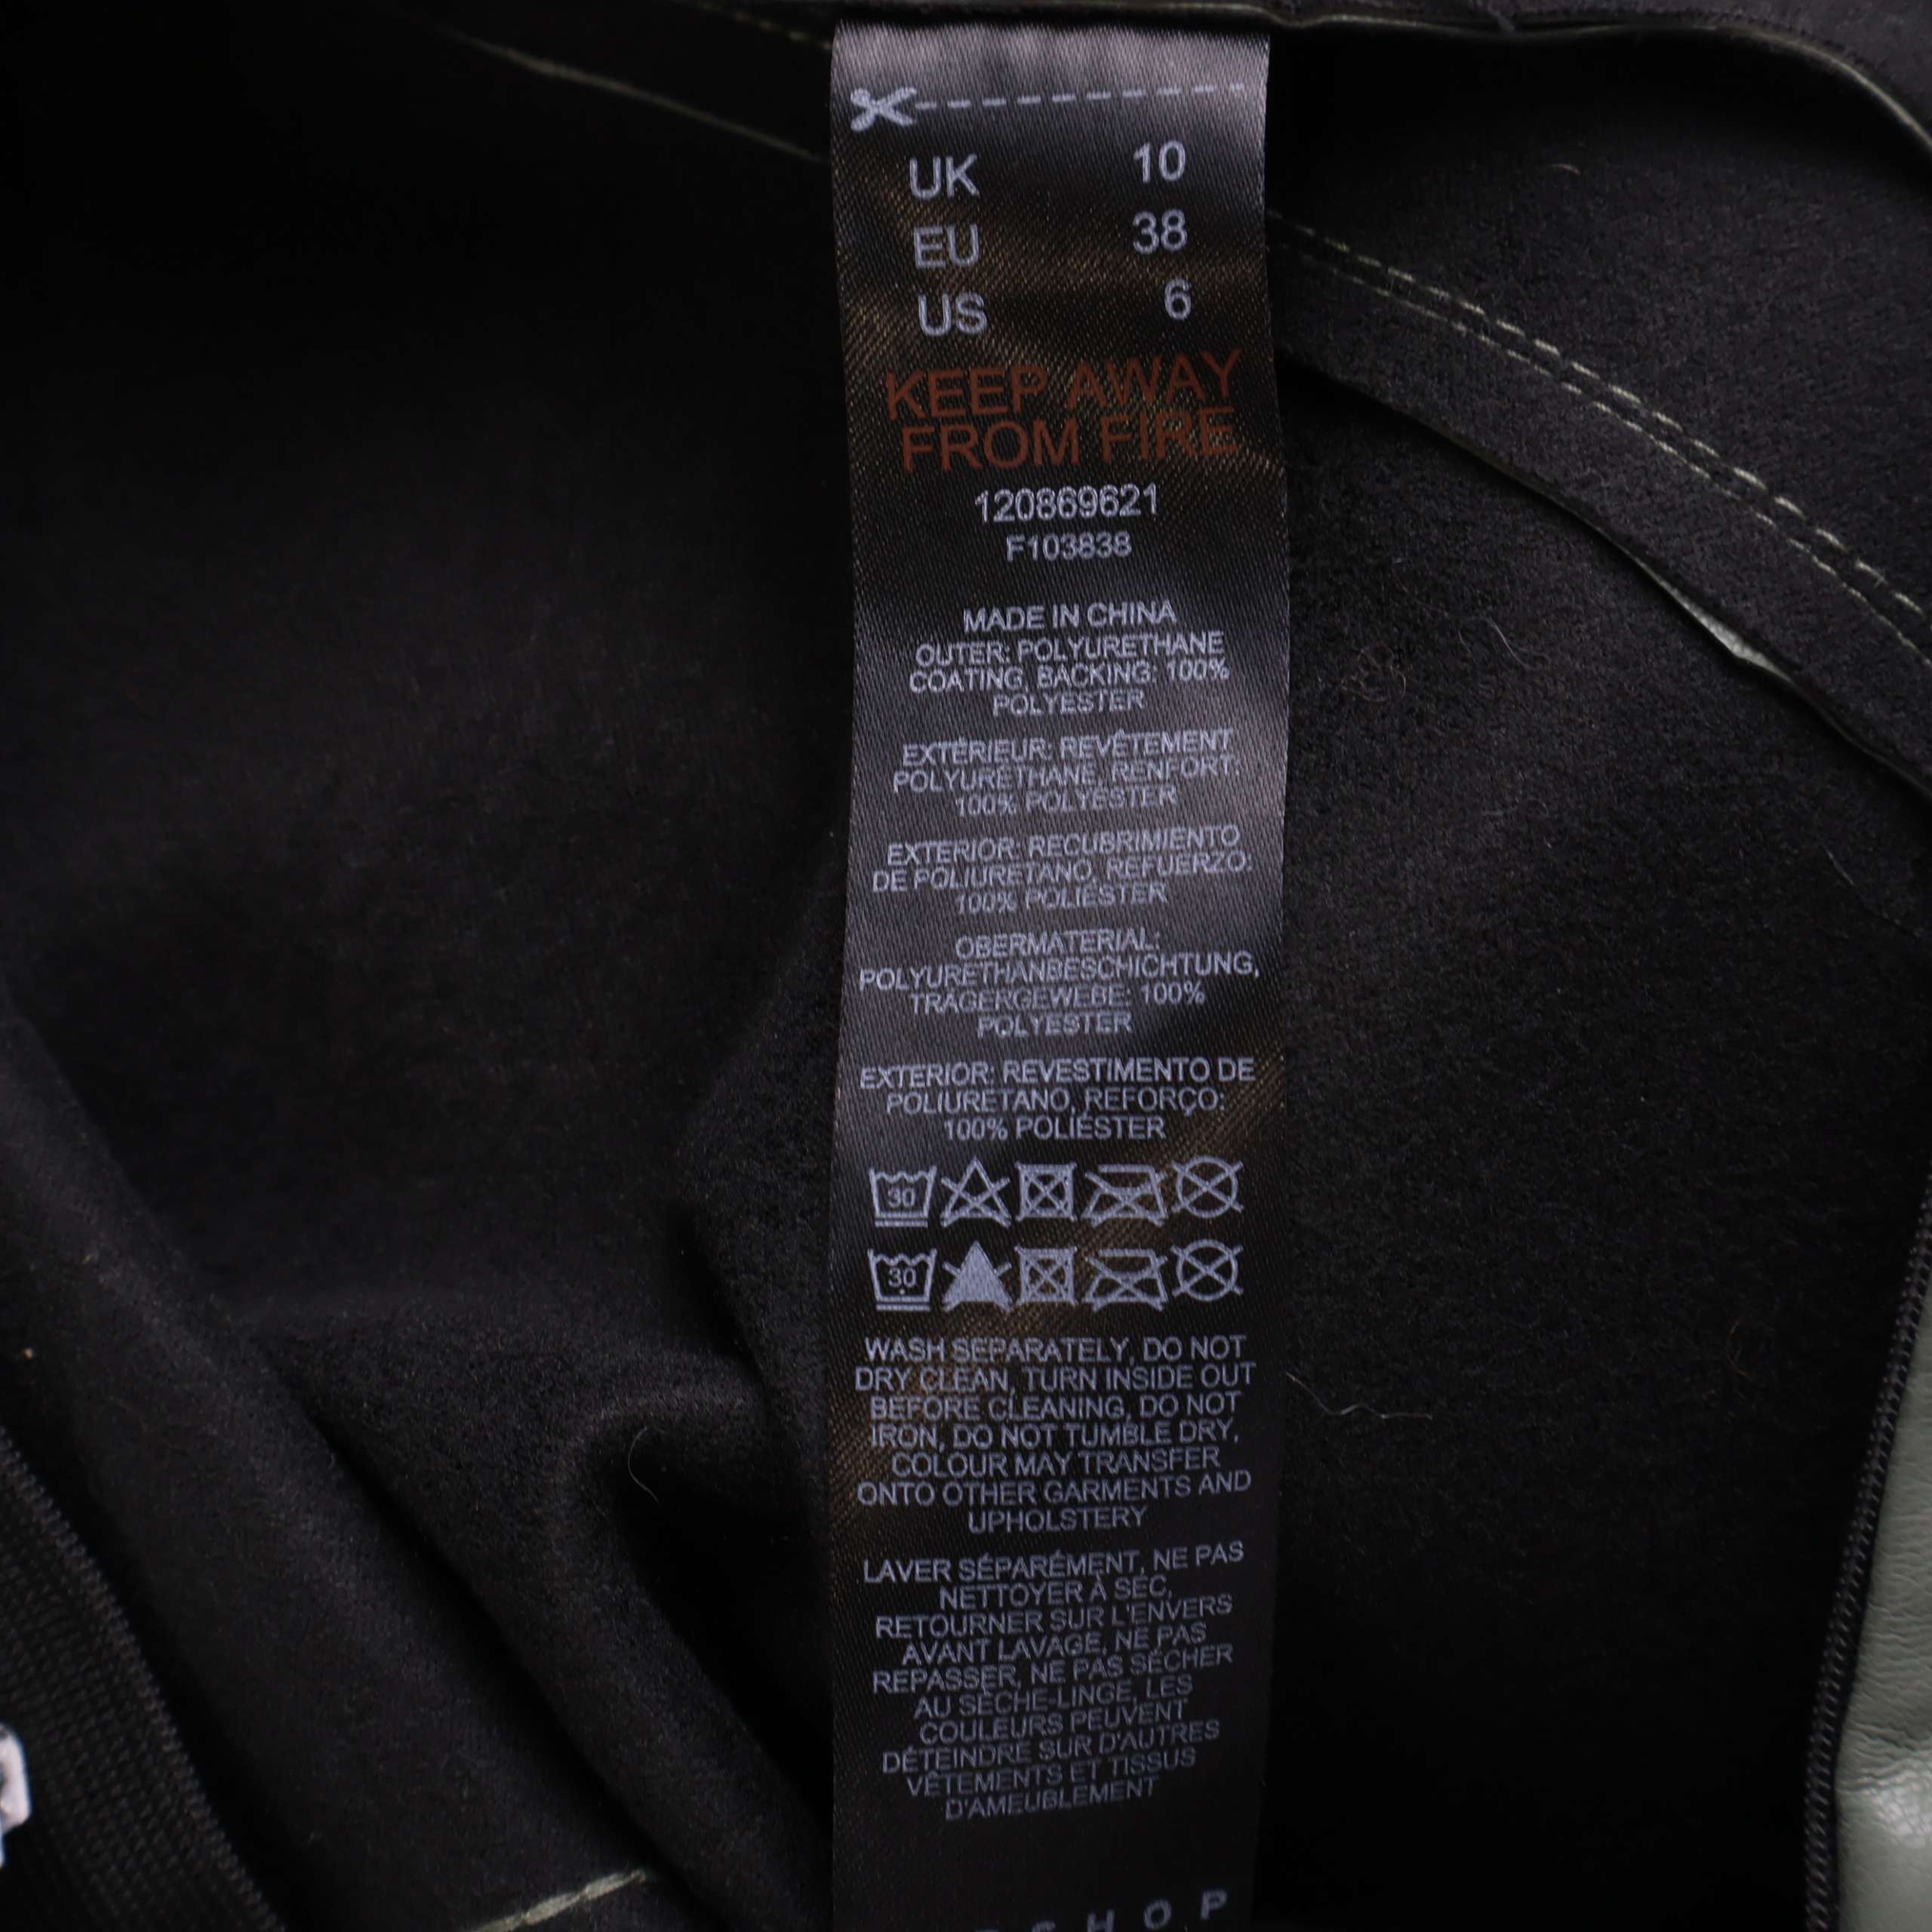 UK 10
EU 38
US 6
KEEP AWAY
FROM FIRE
120869621
F103838
MADE IN CHINA
OUTER: POLYURETHANE
COATING, BACKING: 100%
POLYESTER
EXTÉRIEUR: REVÊTEMENT
POLYURÉTHANE, RENFORT:
100% POLYESTER
EXTERIOR: RECUBRIMIENTO
DE POLIURETANO, REFUERZO:
100% POLIÉSTER
OBERMATERIAL:
POLYURETHANBESCHICHTUNG,
TRÄGERGEWEBE: 100%
POLYESTER
EXTERIOR: REVESTIMENTO DE
POLIURETANO, REFORÇO:
100% POLIÉSTER
30
30
WASH SEPARATELY, DO NOT
DRY CLEAN, TURN INSIDE OUT
BEFORE CLEANING, DO NOT
IRON, DO NOT TUMBLE DRY,
COLOUR MAY TRANSFER
ONTO OTHER GARMENTS AND
UPHOLSTERY
LAVER SÉPARÉMENT, NE PAS
NETTOYER À SEC,
RETOURNER SUR L'ENVERS
AVANT LAVAGE, NE PAS
REPASSER, NE PAS SÉCHER
AU SÈCHE-LINGE, LES
COULEURS PEUVENT
DÉTEINDRE SUR D'AUTRES
VÊTEMENTS ET TISSUS
D'AMEUBLEMENT